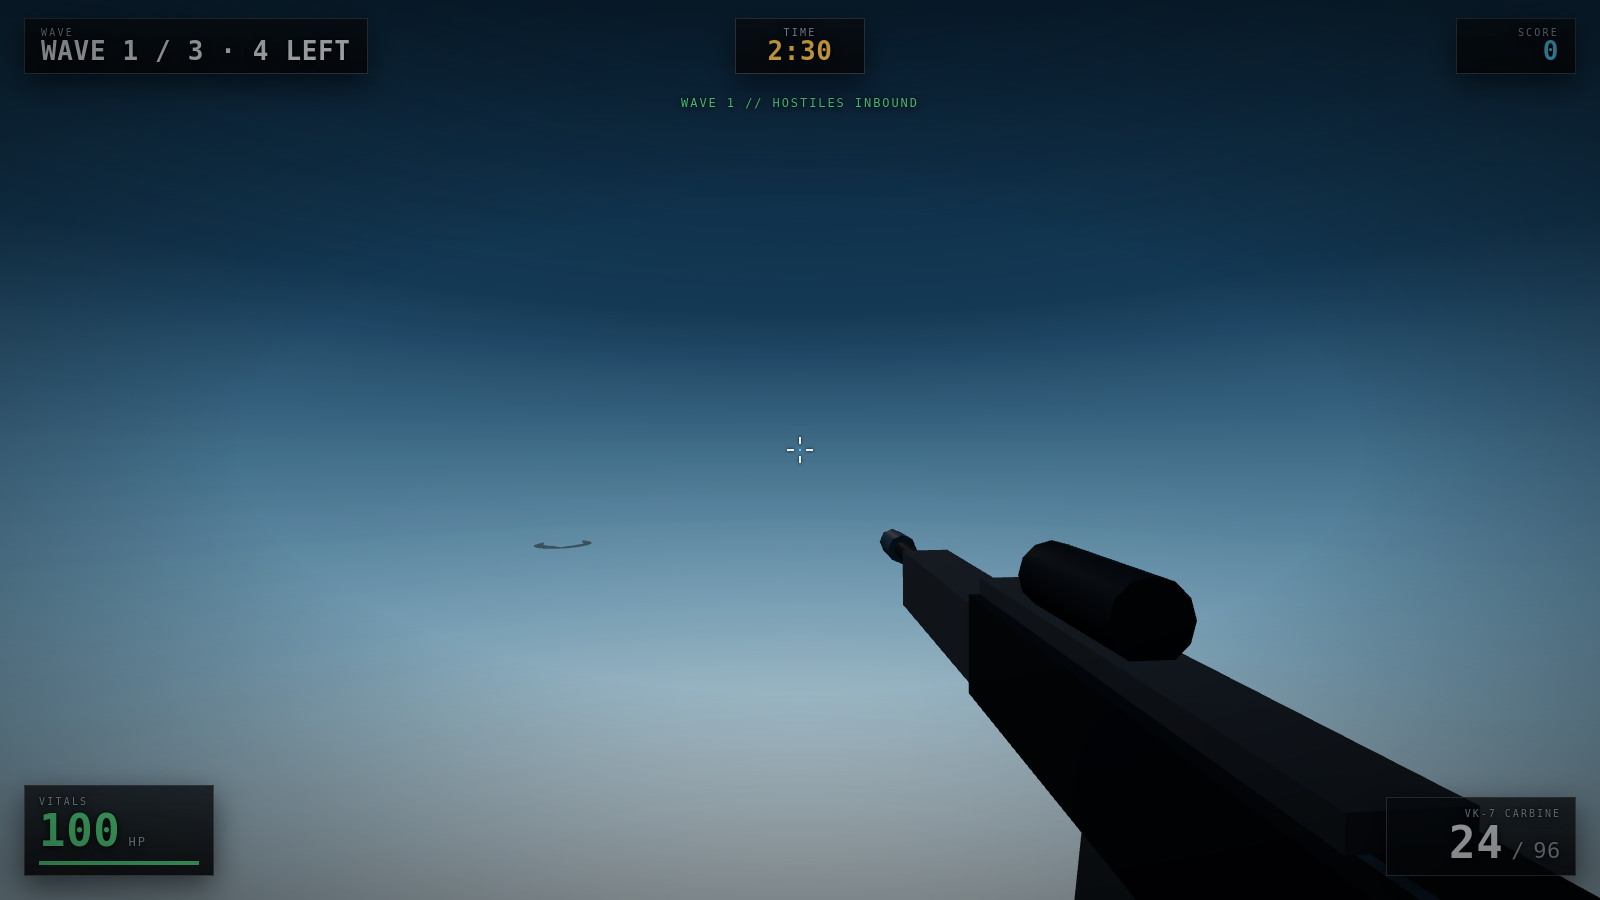 WAVE
WAVE 1 / 3 · 4 LEFT
TIME
2:30
SCORE
0
WAVE 1 // HOSTILES INBOUND
VITALS
100 HP
VK-7 CARBINE
24 / 96